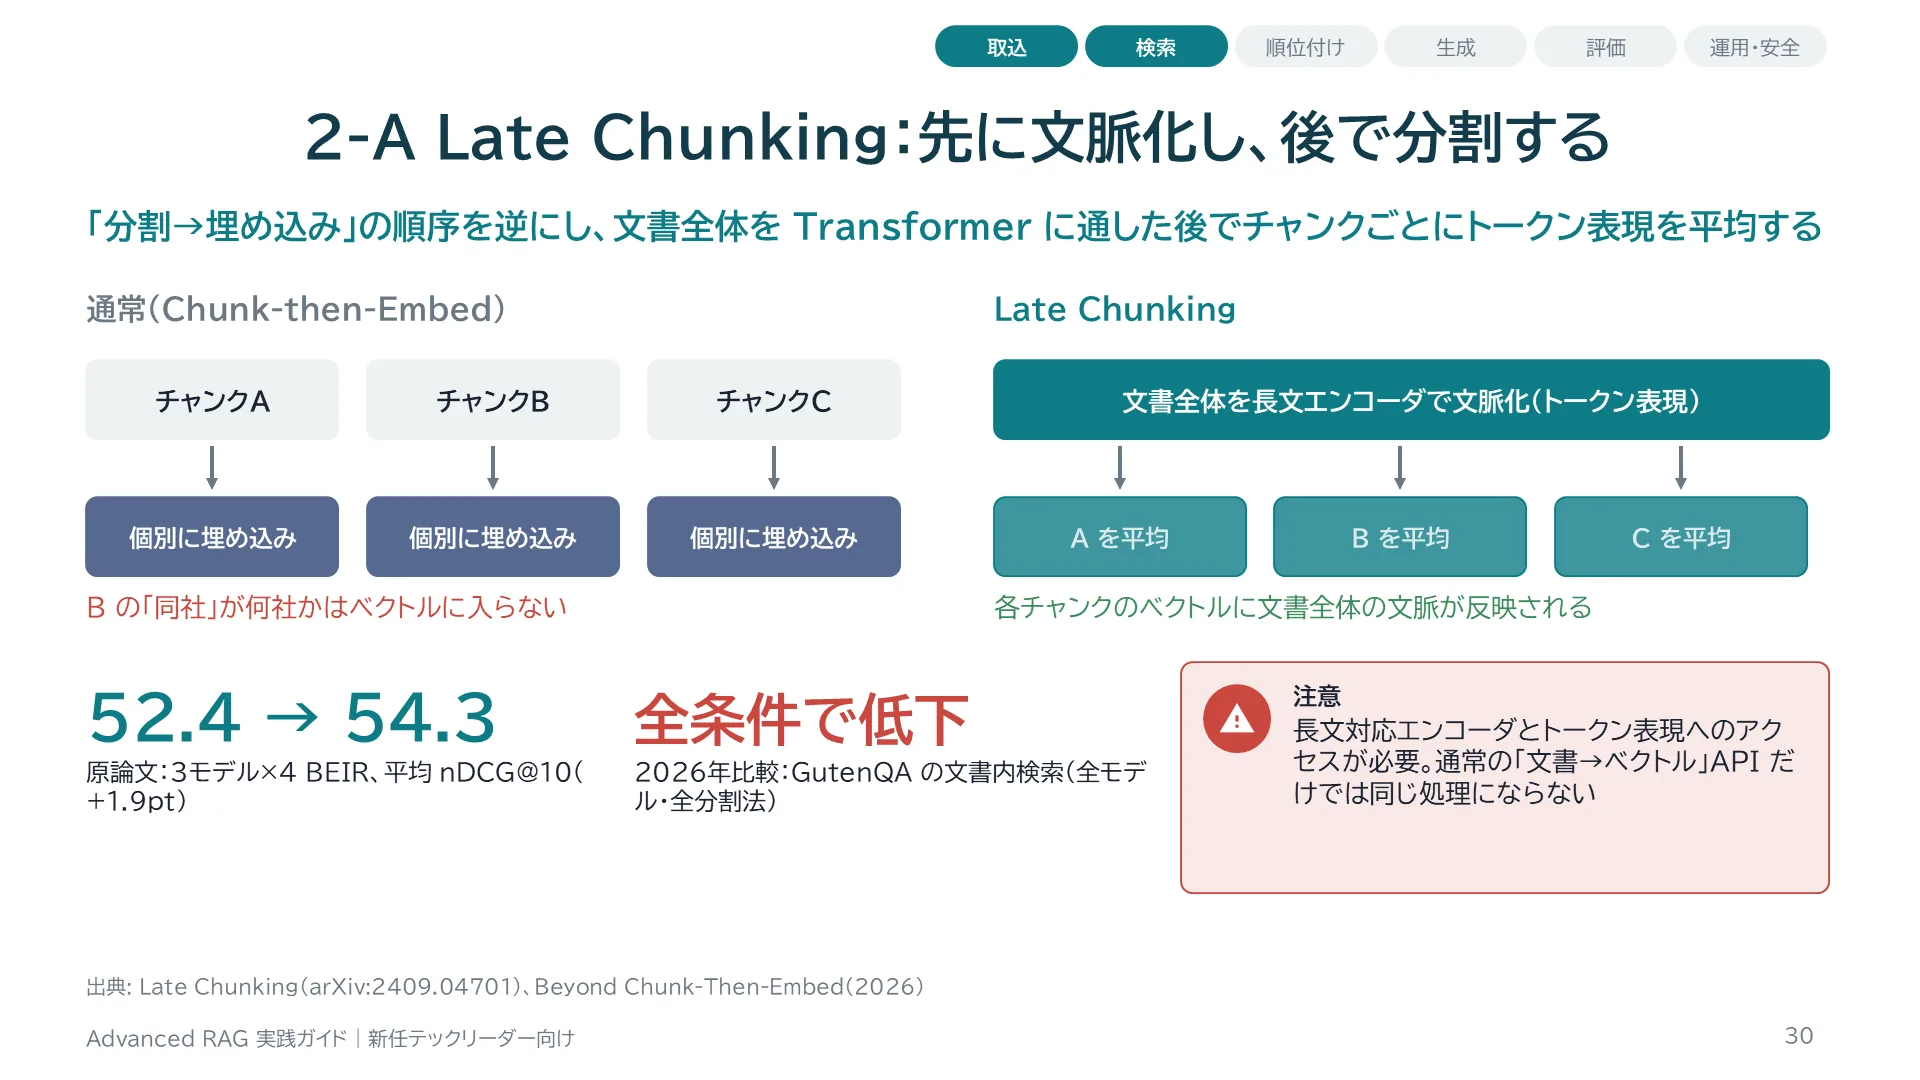 取込
検索
順位付け
生成
評価
運用・安全
2-A Late Chunking：先に文脈化し、後で分割する
「分割→埋め込み」の順序を逆にし、文書全体を Transformer に通した後でチャンクごとにトークン表現を平均する
通常（Chunk-then-Embed）
チャンクA
チャンクB
チャンクC
個別に埋め込み
個別に埋め込み
個別に埋め込み
B の「同社」が何社かはベクトルに入らない
Late Chunking
文書全体を長文エンコーダで文脈化（トークン表現）
A を平均
B を平均
C を平均
各チャンクのベクトルに文書全体の文脈が反映される
52.4 → 54.3
原論文：3モデル×4 BEIR、平均 nDCG@10（
+1.9pt）
全条件で低下
2026年比較：GutenQA の文書内検索（全モデ
ル・全分割法）
注意
長文対応エンコーダとトークン表現へのアク
セスが必要。通常の「文書→ベクトル」API だ
けでは同じ処理にならない
出典: Late Chunking（arXiv:2409.04701）、Beyond Chunk-Then-Embed（2026）
Advanced RAG 実践ガイド｜新任テックリーダー向け
30